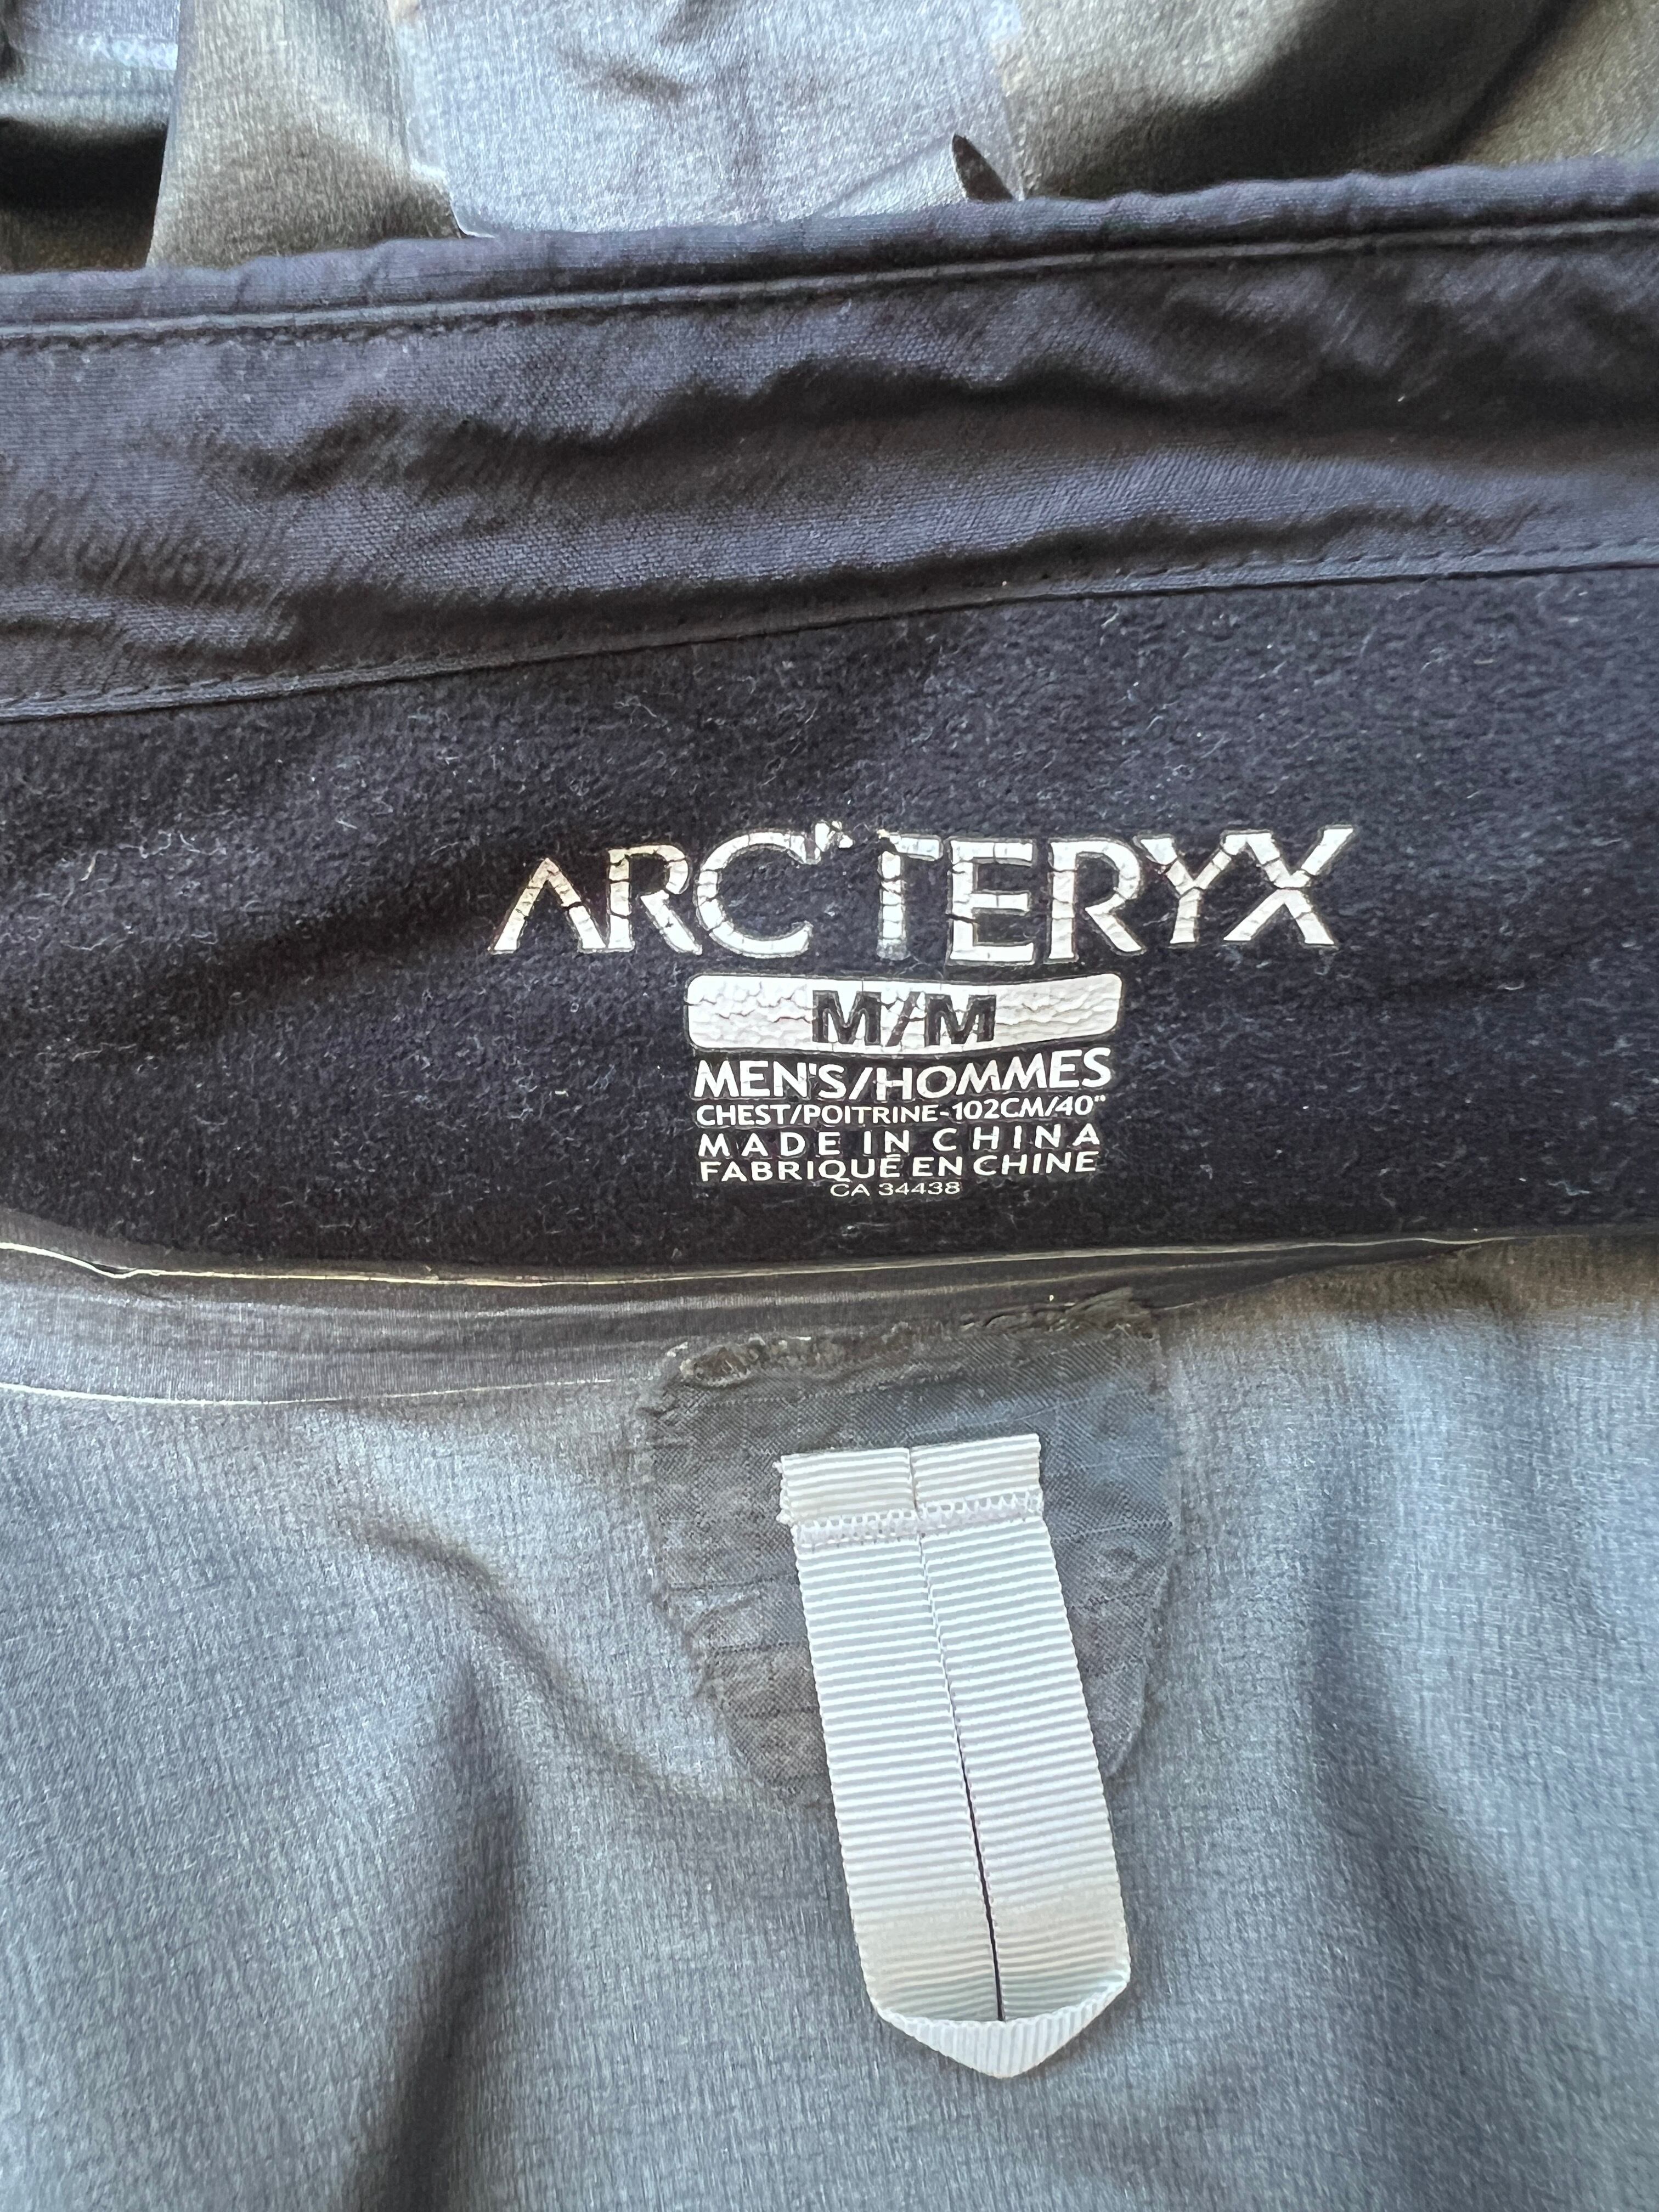 ARC'TERYX
M/M
MEN'S/HOMMES
CHEST/POITRINE-102CM/40"
MADE IN CHINA
FABRIQUÉ EN CHINE
CA 34438